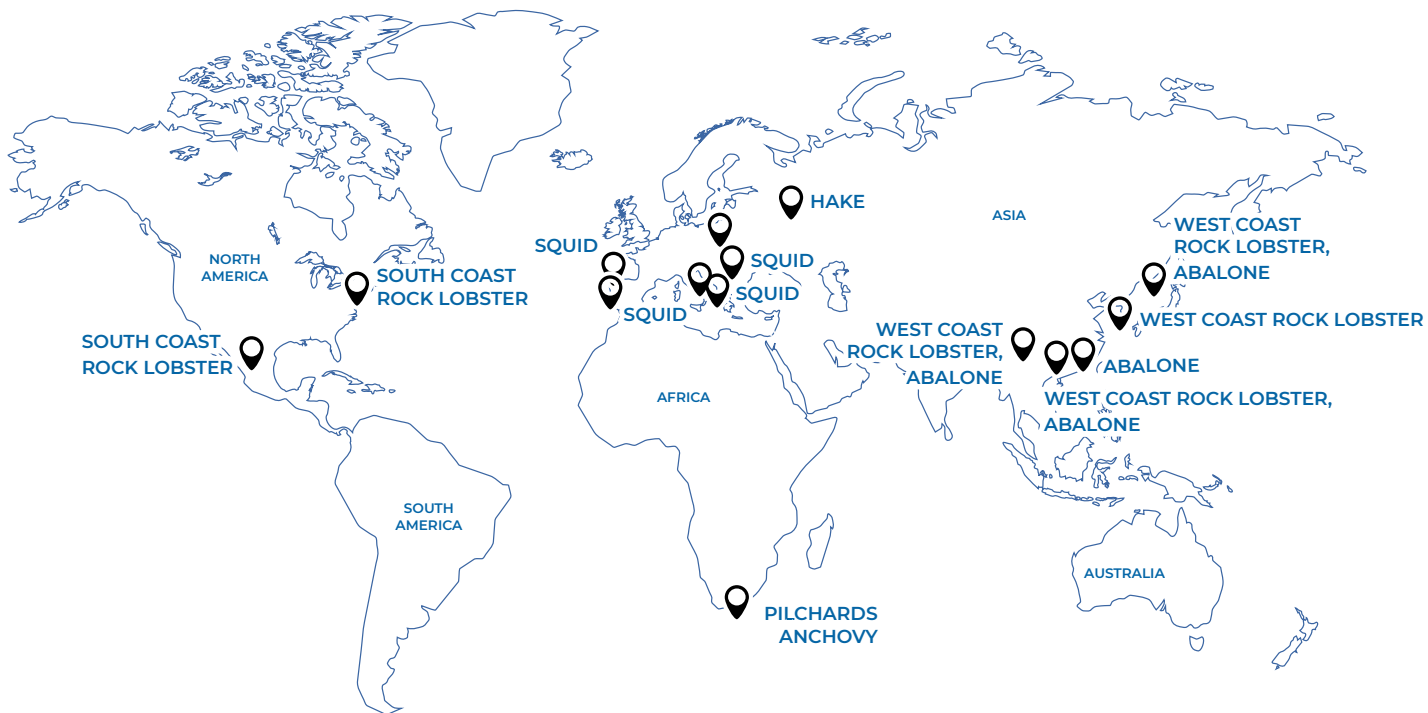 HAKE
ASIA
WEST COAST
ROCK LOBSTER,
ABALONE
SQUID
NORTH
AMERICA
SOUTH COAST
ROCK LOBSTER
SQUID
SQUID
SQUID
WEST COAST ROCK LOBSTER
WEST COAST
ROCK LOBSTER,
ABALONE
SOUTH COAST
ROCK LOBSTER
ABALONE
WEST COAST ROCK LOBSTER,
ABALONE
AFRICA
SOUTH
AMERICA
AUSTRALIA
PILCHARDS
ANCHOVY